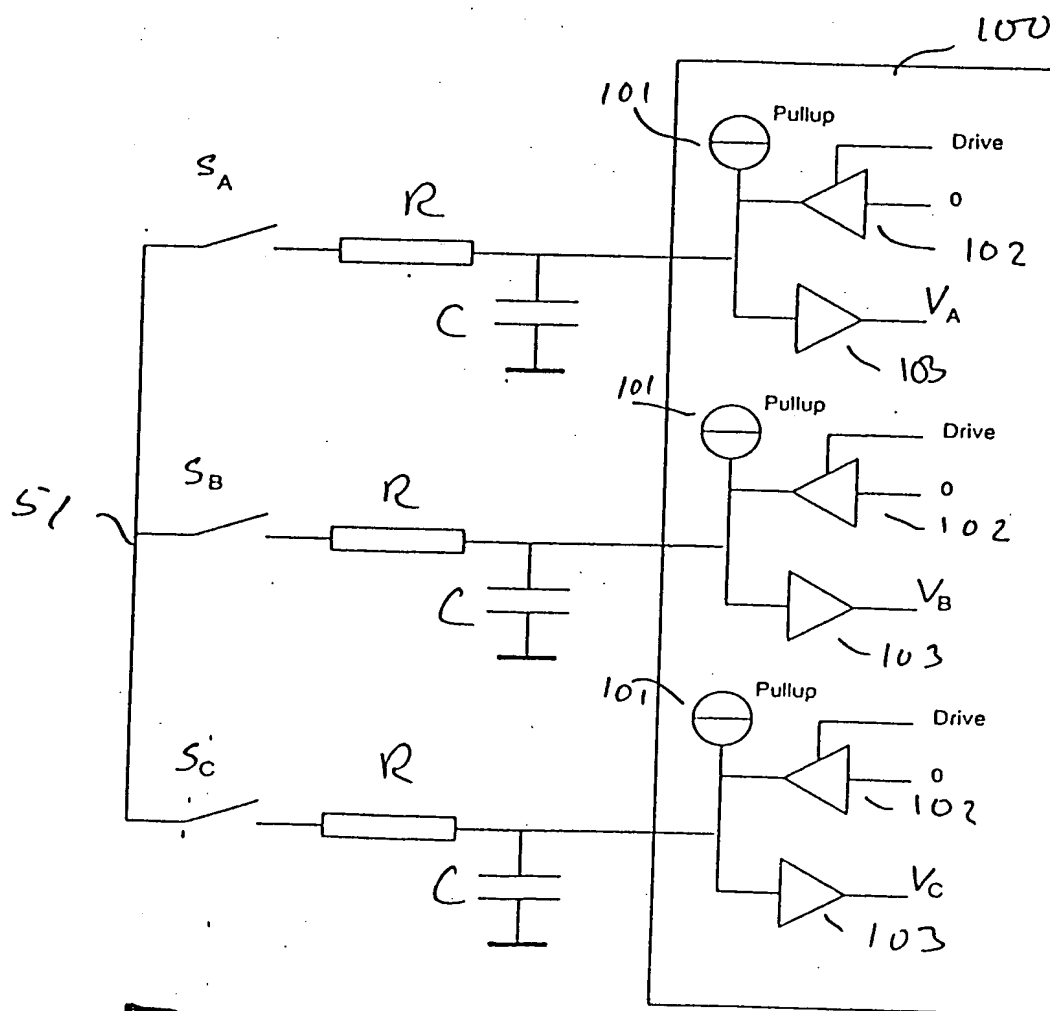 100
101
Pullup
Drive
0
102
S_A
R
C
V_A
103
101
Pullup
Drive
0
102
S_B
R
51
C
V_B
103
101
Pullup
Drive
0
102
S_C
R
C
V_C
103